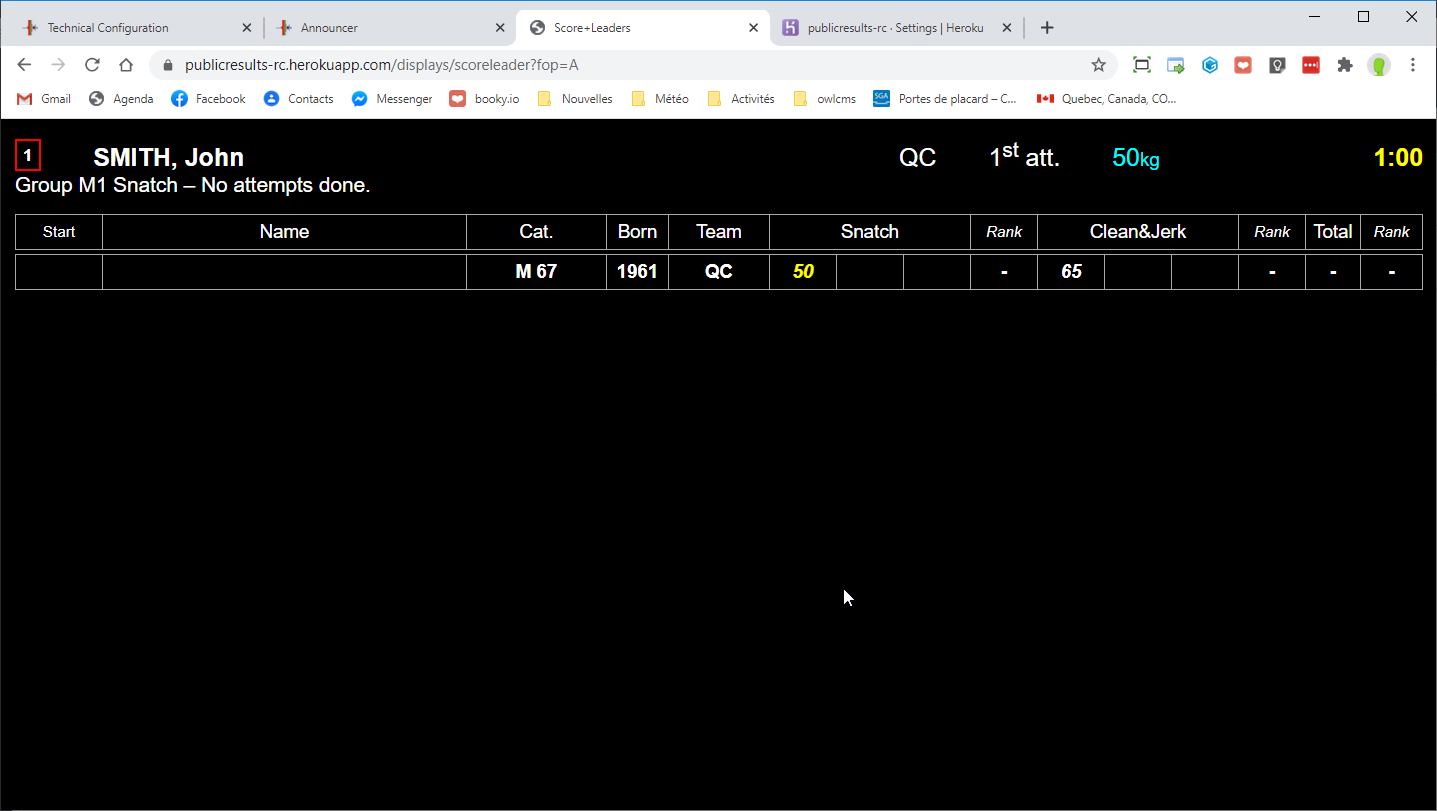 Technical Configuration Announcer Score+Leaders publicresults-rc · Settings | Heroku
publicresults-rc.herokuapp.com/displays/scoreleader?fop=A
Gmail Agenda Facebook Contacts Messenger booky.io Nouvelles Météo Activités owlcms SGA Portes de placard – C... Quebec, Canada, CO...
1 SMITH, John QC 1st att. 50kg 1:00
Group M1 Snatch – No attempts done.
Start Name Cat. Born Team Snatch Rank Clean&Jerk Rank Total Rank
M 67 1961 QC 50 - 65 - - -